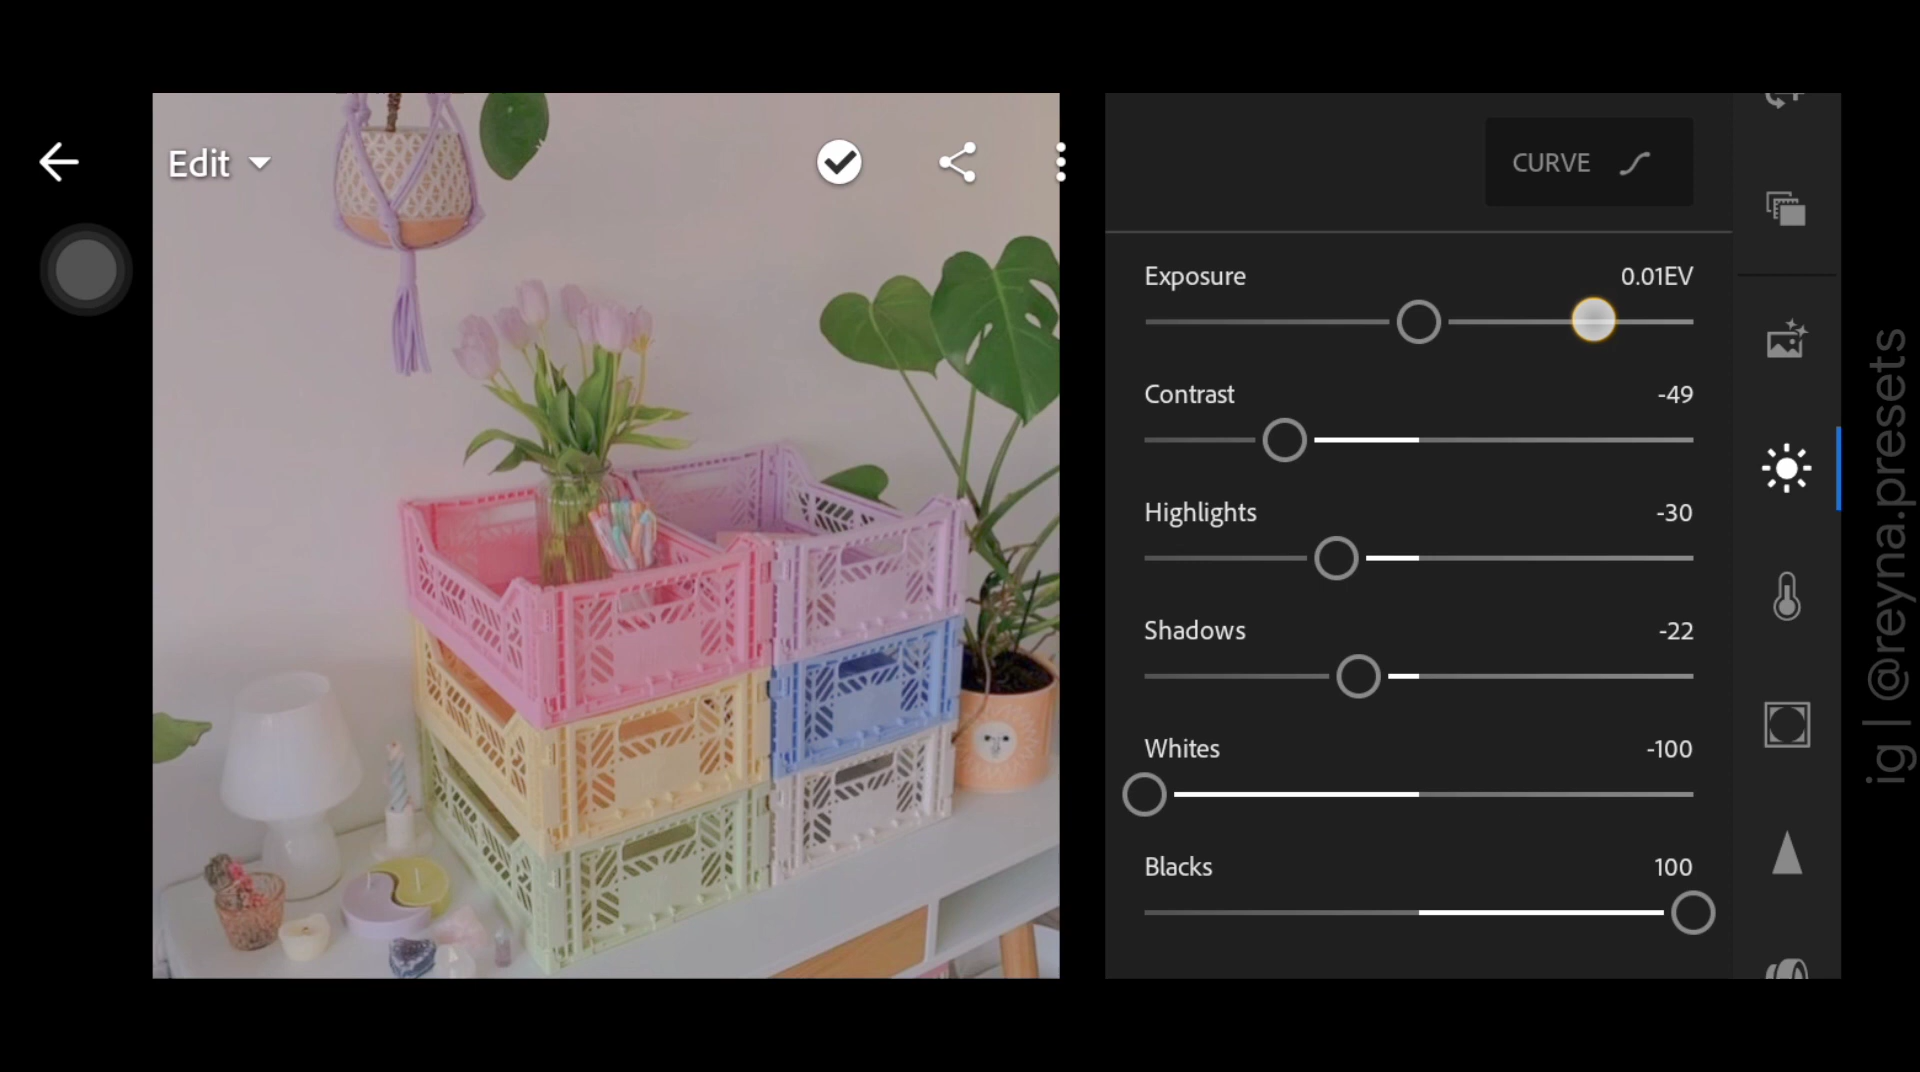 Edit
CURVE
Exposure 0.01EV
Contrast -49
Highlights -30
Shadows -22
Whites -100
Blacks 100
ig | @reyna.presets